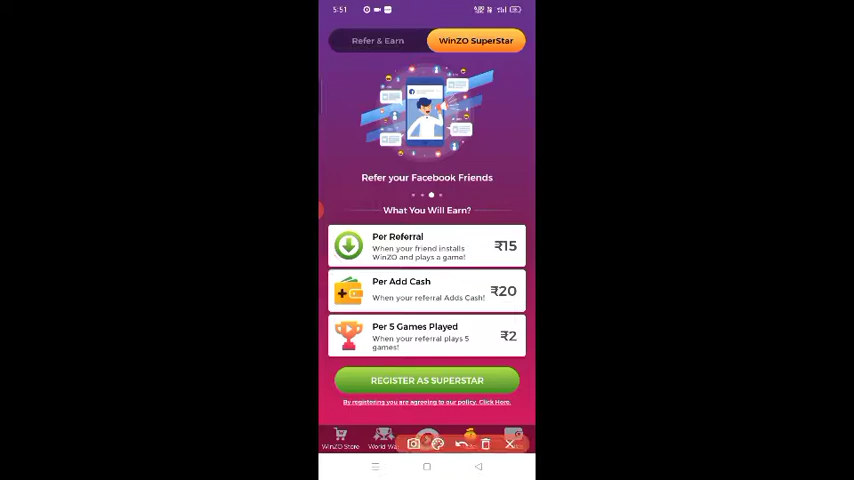 5:51
Refer & Earn
WinZO SuperStar
Refer your Facebook Friends
What You Will Earn?
Per Referral
When your friend installs
WinZO and plays a game!
₹15
Per Add Cash
When your referral Adds Cash!
₹20
Per 5 Games Played
When your referral plays 5
games!
₹2
REGISTER AS SUPERSTAR
By registering you are agreeing to our policy. Click Here.
WinZO Store
World Wa